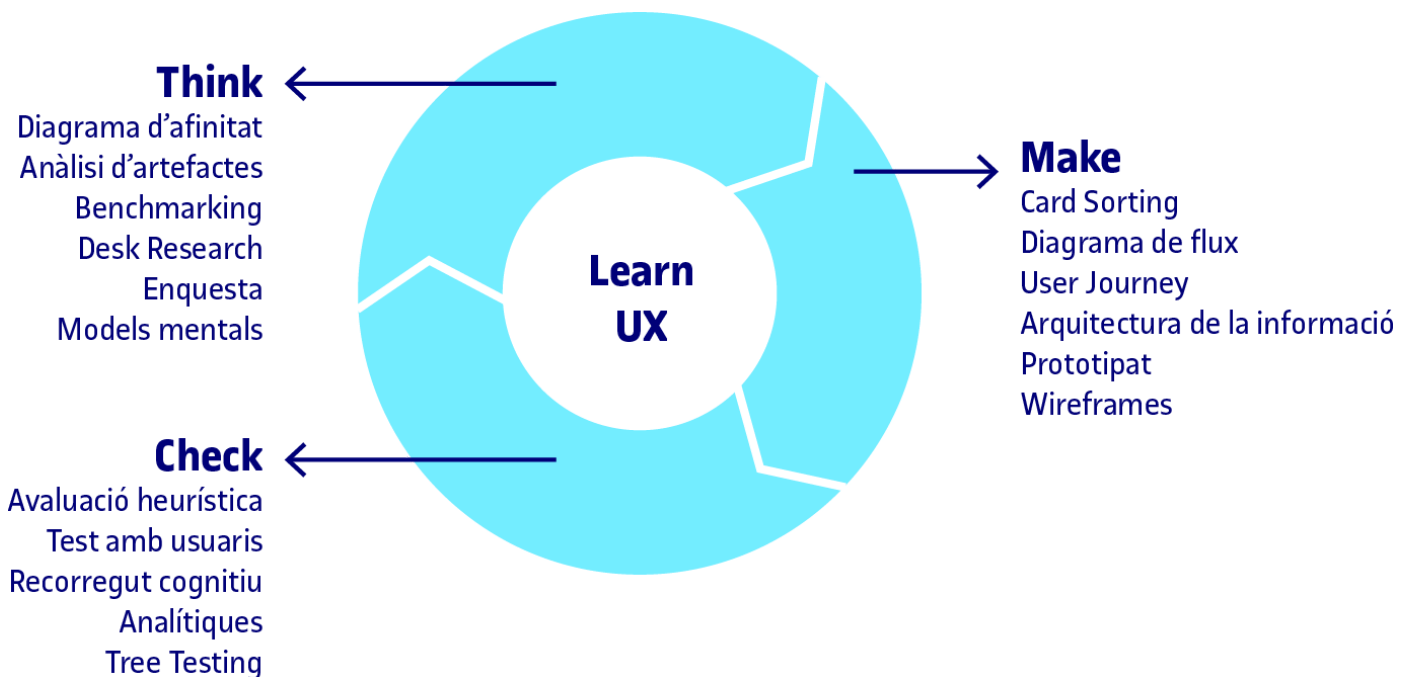 Think
Diagrama d’afinitat
Anàlisi d’artefactes
Benchmarking
Desk Research
Enquesta
Models mentals
Make
Card Sorting
Diagrama de flux
User Journey
Arquitectura de la informació
Prototipat
Wireframes
Learn
UX
Check
Avaluació heurística
Test amb usuaris
Recorregut cognitiu
Analítiques
Tree Testing